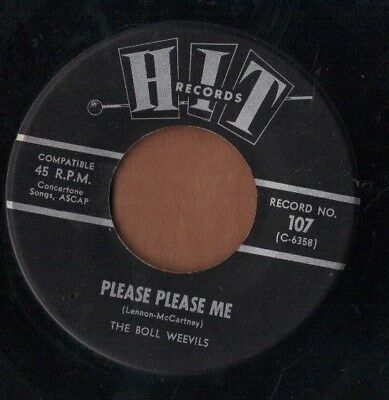 HIT
RECORDS
COMPATIBLE
45 R.P.M.
Concertone
Songs, ASCAP
RECORD NO.
107
(C-6358)
PLEASE PLEASE ME
(Lennon-McCartney)
THE BOLL WEEVILS